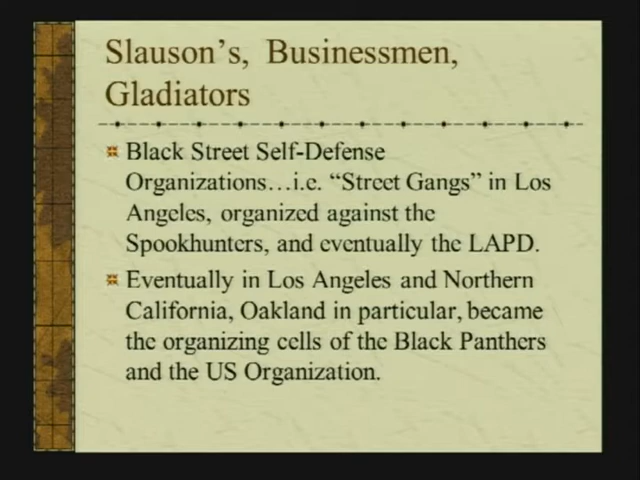 Slauson's, Businessmen,
Gladiators
Black Street Self-Defense
Organizations…i.e. “Street Gangs” in Los
Angeles, organized against the
Spookhunters, and eventually the LAPD.
Eventually in Los Angeles and Northern
California, Oakland in particular, became
the organizing cells of the Black Panthers
and the US Organization.